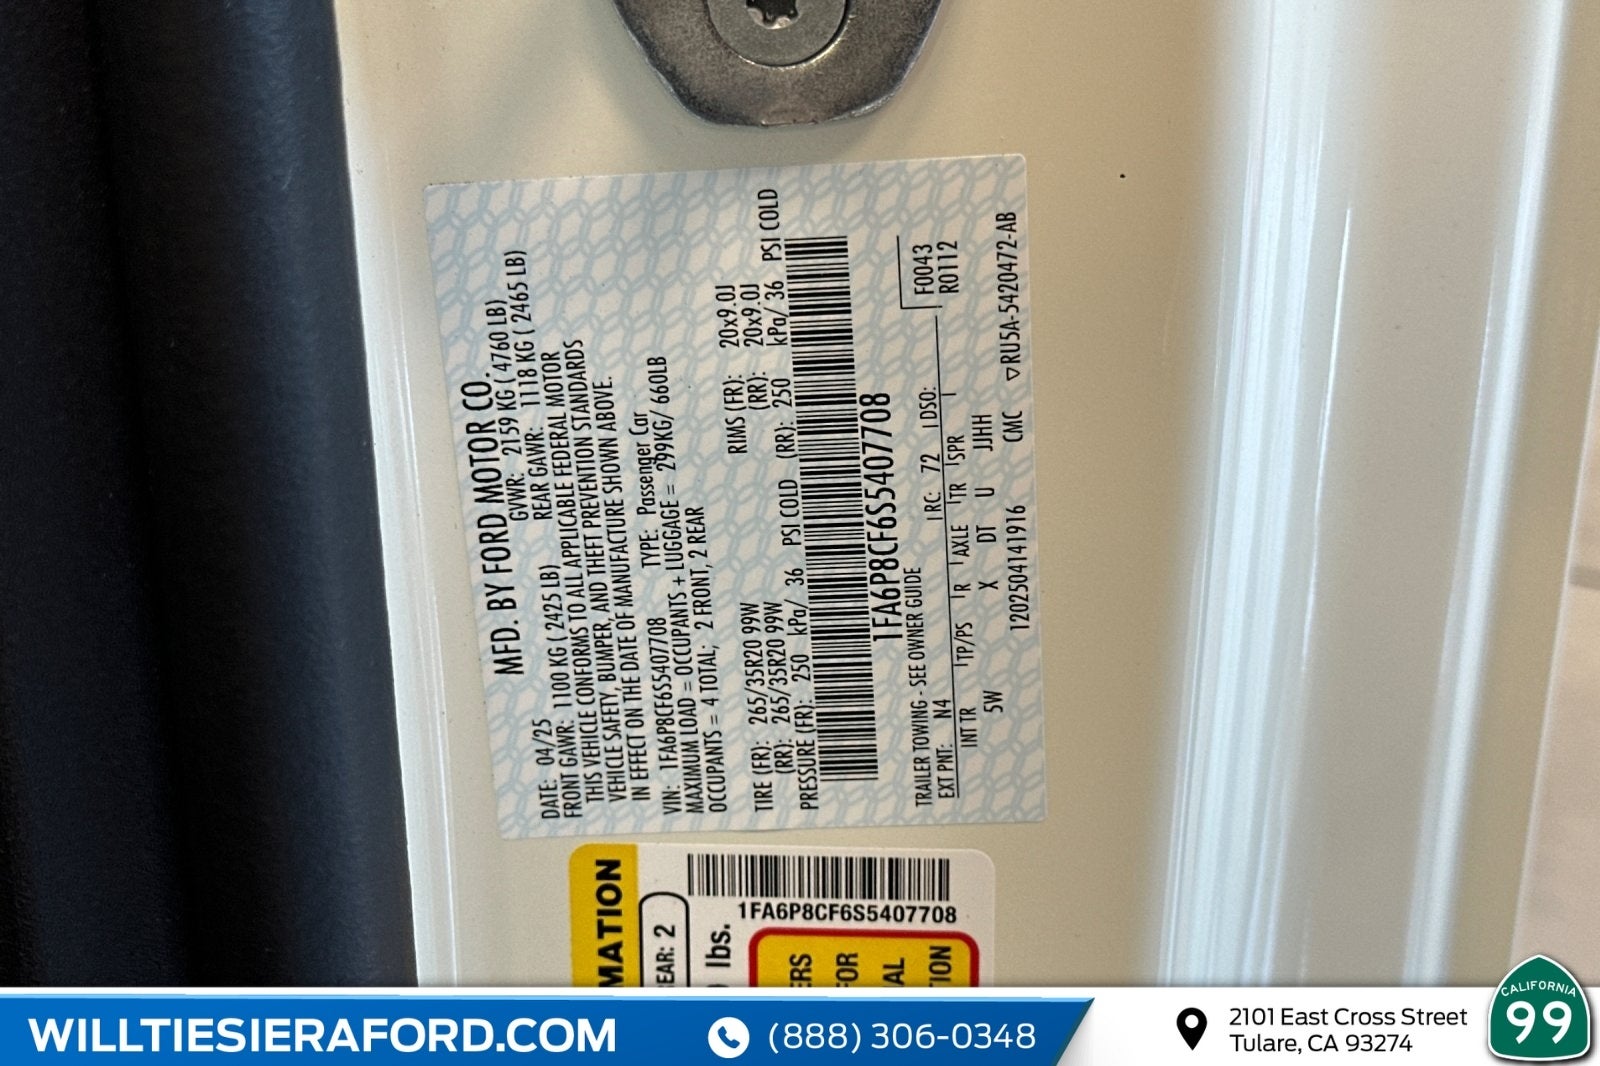 MFD. BY FORD MOTOR CO.
DATE: 04/25 GVWR: 2159 KG ( 4760 LB)
FRONT GAWR: 1100 KG ( 2425 LB) REAR GAWR: 1118 KG ( 2465 LB)
THIS VEHICLE CONFORMS TO ALL APPLICABLE FEDERAL MOTOR
VEHICLE SAFETY, BUMPER, AND THEFT PREVENTION STANDARDS
IN EFFECT ON THE DATE OF MANUFACTURE SHOWN ABOVE.
VIN: 1FA6P8CF6S5407708 TYPE: Passenger Car
MAXIMUM LOAD = OCCUPANTS + LUGGAGE = 299KG/ 660LB
OCCUPANTS = 4 TOTAL; 2 FRONT, 2 REAR
TIRE (FR): 265/35R20 99W RIMS (FR): 20x9.0J
(RR): 265/35R20 99W (RR): 20x9.0J
PRESSURE (FR): 250 kPa/ 36 PSI COLD (RR): 250 kPa/ 36 PSI COLD
1FA6P8CF6S5407708
TRAILER TOWING - SEE OWNER GUIDE F0043
EXT PNT: N4 RC: 72 DSO: R0112
INT TR TP/PS R AXLE TR SPR
5W X DT U JJHH
1202504141916 CMC ▽RU5A-5420472-AB
MATION
EAR: 2
lbs.
1FA6P8CF6S5407708
ERS
FOR
AL
TION
WILLTIESIERAFORD.COM
(888) 306-0348
2101 East Cross Street
Tulare, CA 93274
CALIFORNIA
99